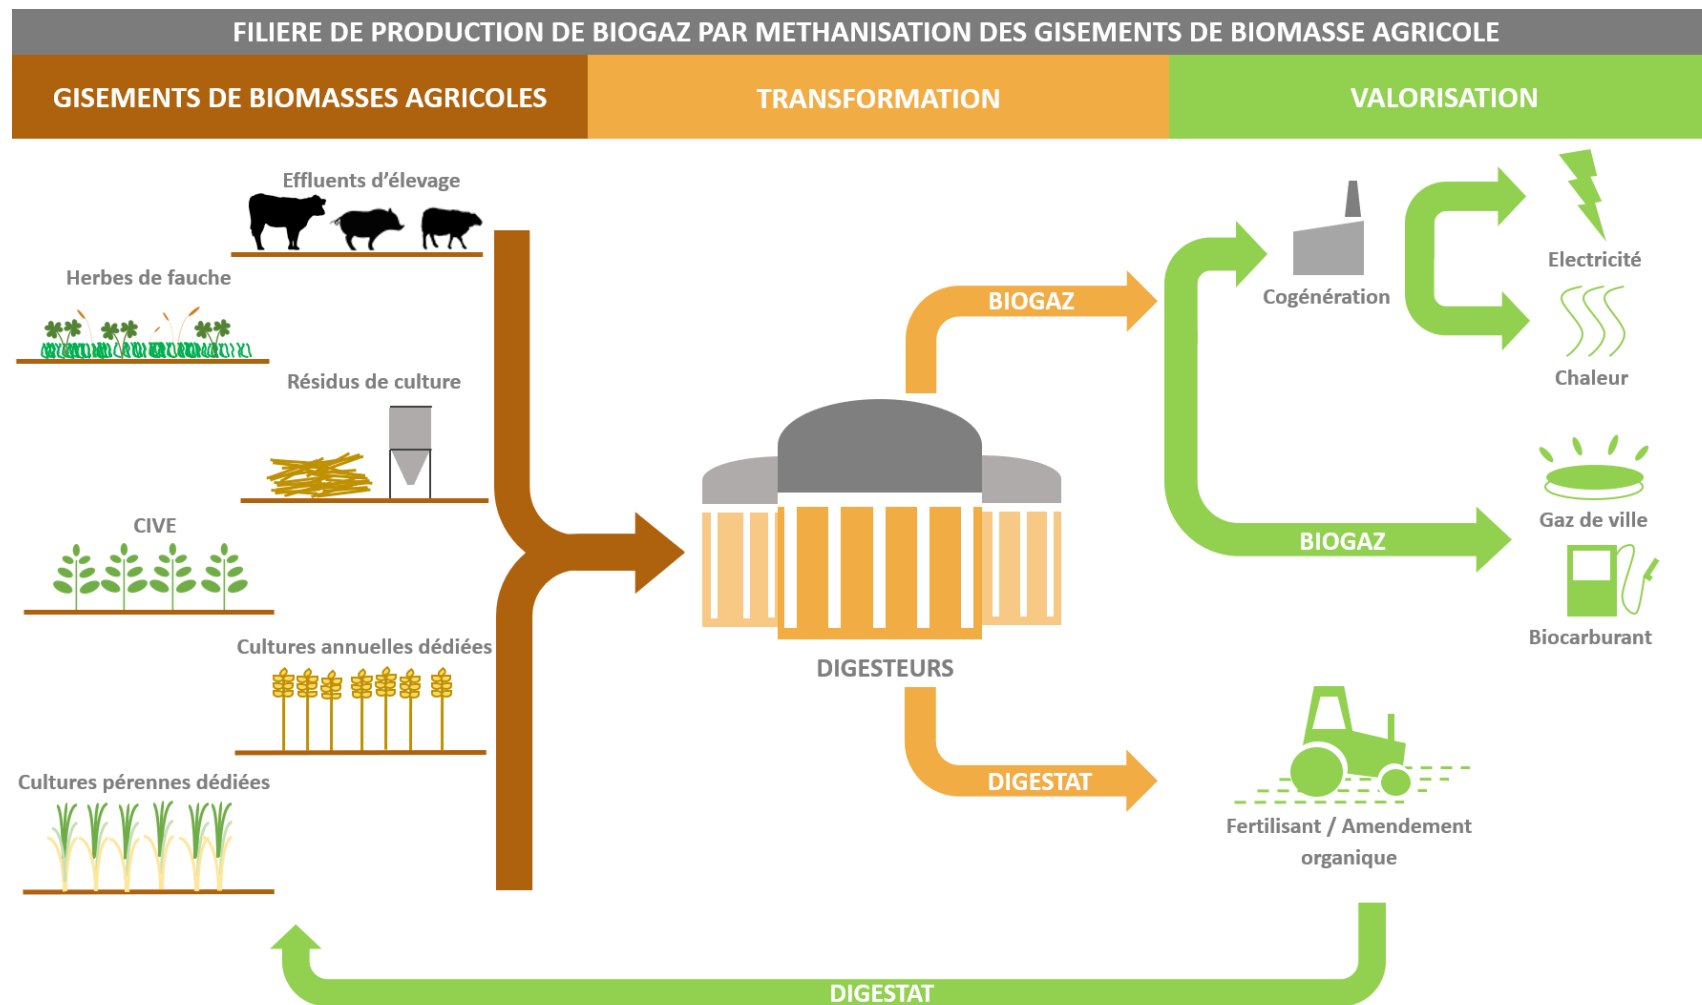 FILIERE DE PRODUCTION DE BIOGAZ PAR METHANISATION DES GISEMENTS DE BIOMASSE AGRICOLE
GISEMENTS DE BIOMASSES AGRICOLES
TRANSFORMATION
VALORISATION
Effluents d'élevage
Herbes de fauche
Résidus de culture
CIVE
Cultures annuelles dédiées
Cultures pérennes dédiées
BIOGAZ
DIGESTEURS
DIGESTAT
Cogénération
Electricité
Chaleur
BIOGAZ
Gaz de ville
Biocarburant
Fertilisant / Amendement
organique
DIGESTAT